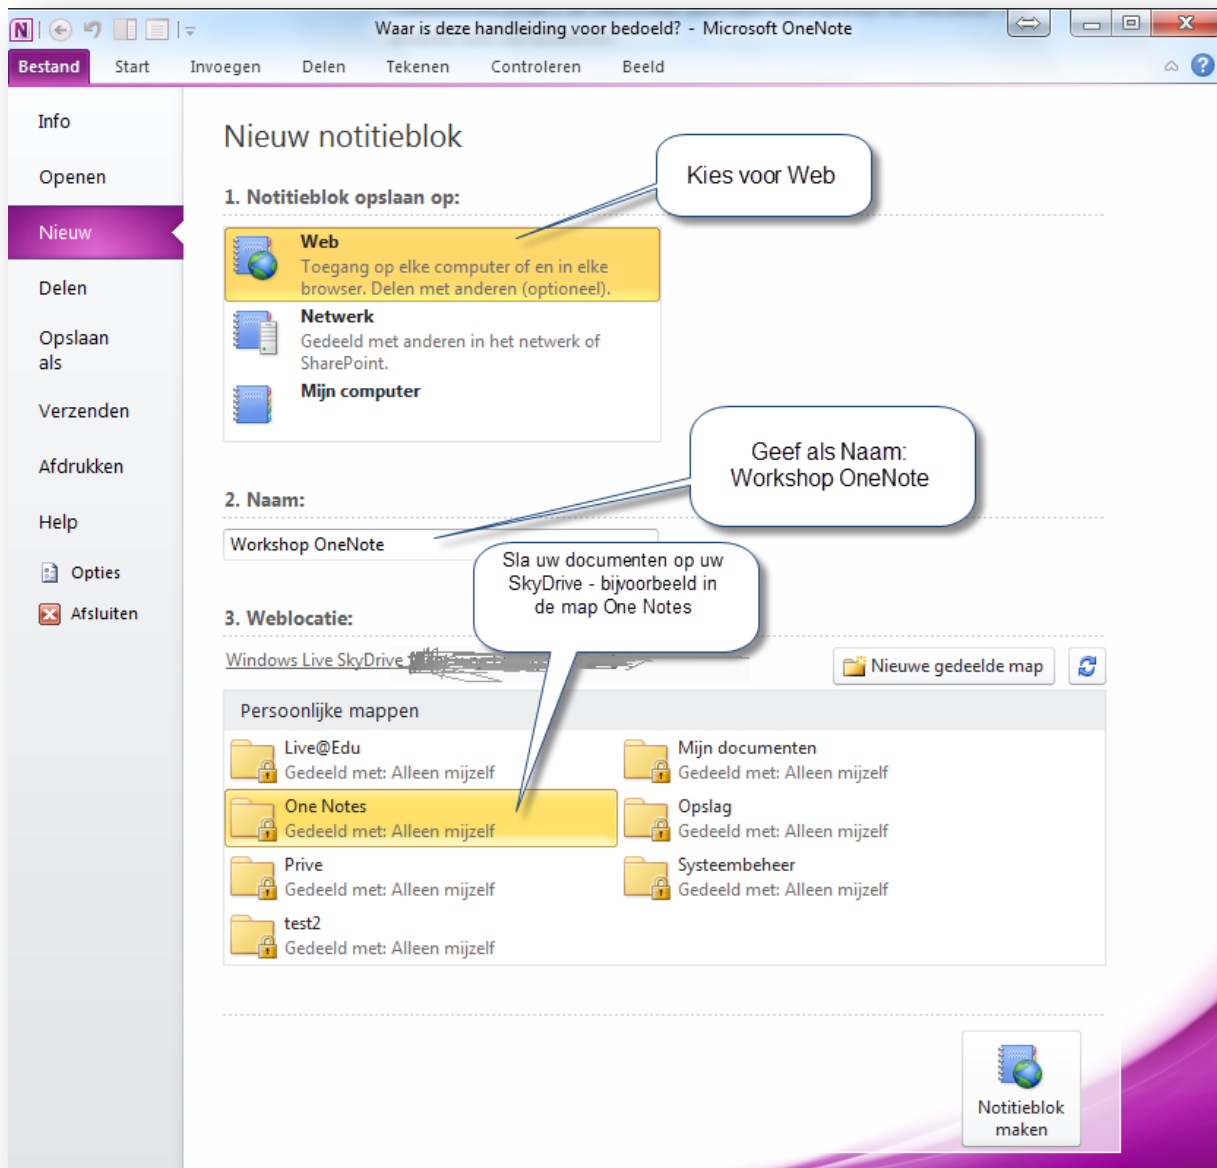 Waar is deze handleiding voor bedoeld? - Microsoft OneNote
Bestand Start Invoegen Delen Tekenen Controleren Beeld
Info
Openen
Nieuw
Delen
Opslaan
als
Verzenden
Afdrukken
Help
Opties
Afsluiten
Nieuw notitieblok
Kies voor Web
1. Notitieblok opslaan op:
Web
Toegang op elke computer of en in elke
browser. Delen met anderen (optioneel).
Netwerk
Gedeeld met anderen in het netwerk of
SharePoint.
Mijn computer
Geef als Naam:
Workshop OneNote
2. Naam:
Workshop OneNote
Sla uw documenten op uw
SkyDrive - bijvoorbeeld in
de map One Notes
3. Weblocatie:
Windows Live SkyDrive
Nieuwe gedeelde map
Persoonlijke mappen
Live@Edu
Gedeeld met: Alleen mijzelf
Mijn documenten
Gedeeld met: Alleen mijzelf
One Notes
Gedeeld met: Alleen mijzelf
Opslag
Gedeeld met: Alleen mijzelf
Prive
Gedeeld met: Alleen mijzelf
Systeembeheer
Gedeeld met: Alleen mijzelf
test2
Gedeeld met: Alleen mijzelf
Notitieblok
maken